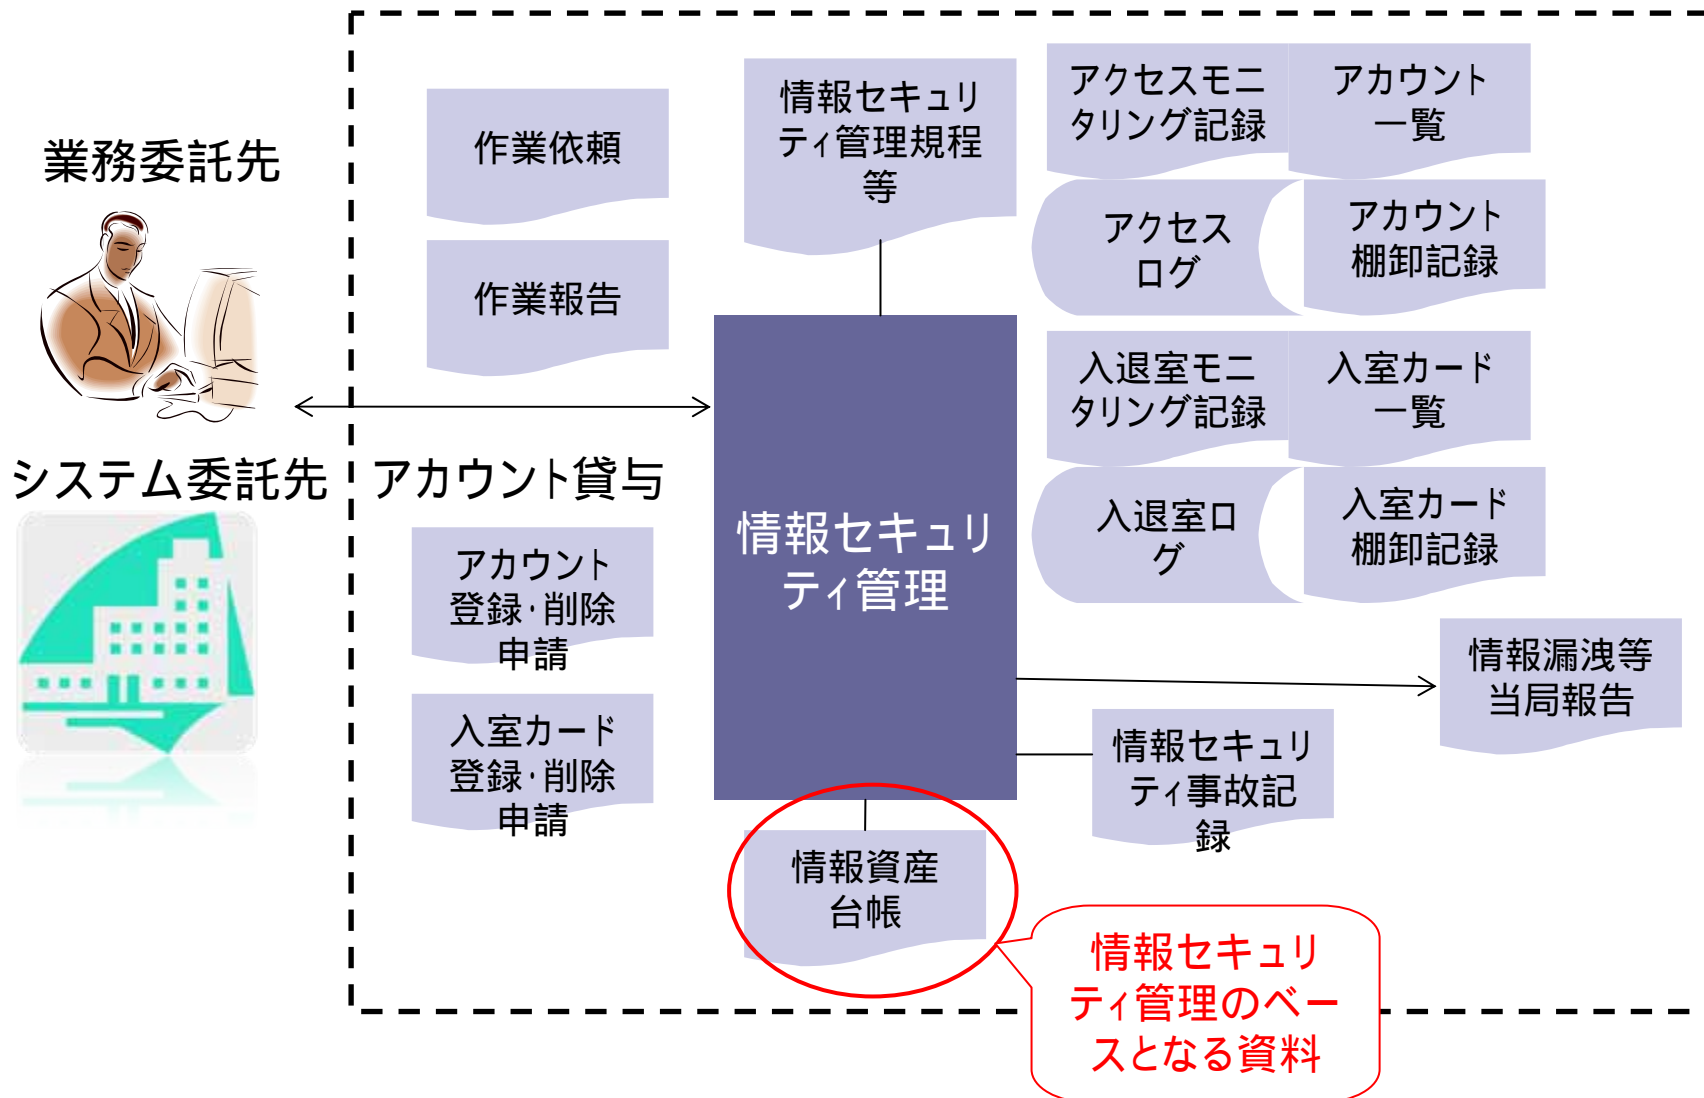 業務委託先
システム委託先
作業依頼
作業報告
アカウント貸与
アカウント
登録・削除
申請
入室カード
登録・削除
申請
情報セキュリ
ティ管理規程
等
情報セキュリ
ティ管理
情報資産
台帳
アクセスモニ
タリング記録
アカウント
一覧
アクセス
ログ
アカウント
棚卸記録
入退室モニ
タリング記録
入室カード
一覧
入退室ロ
グ
入室カード
棚卸記録
情報漏洩等
当局報告
情報セキュリ
ティ事故記
録
情報セキュリ
ティ管理のベー
スとなる資料